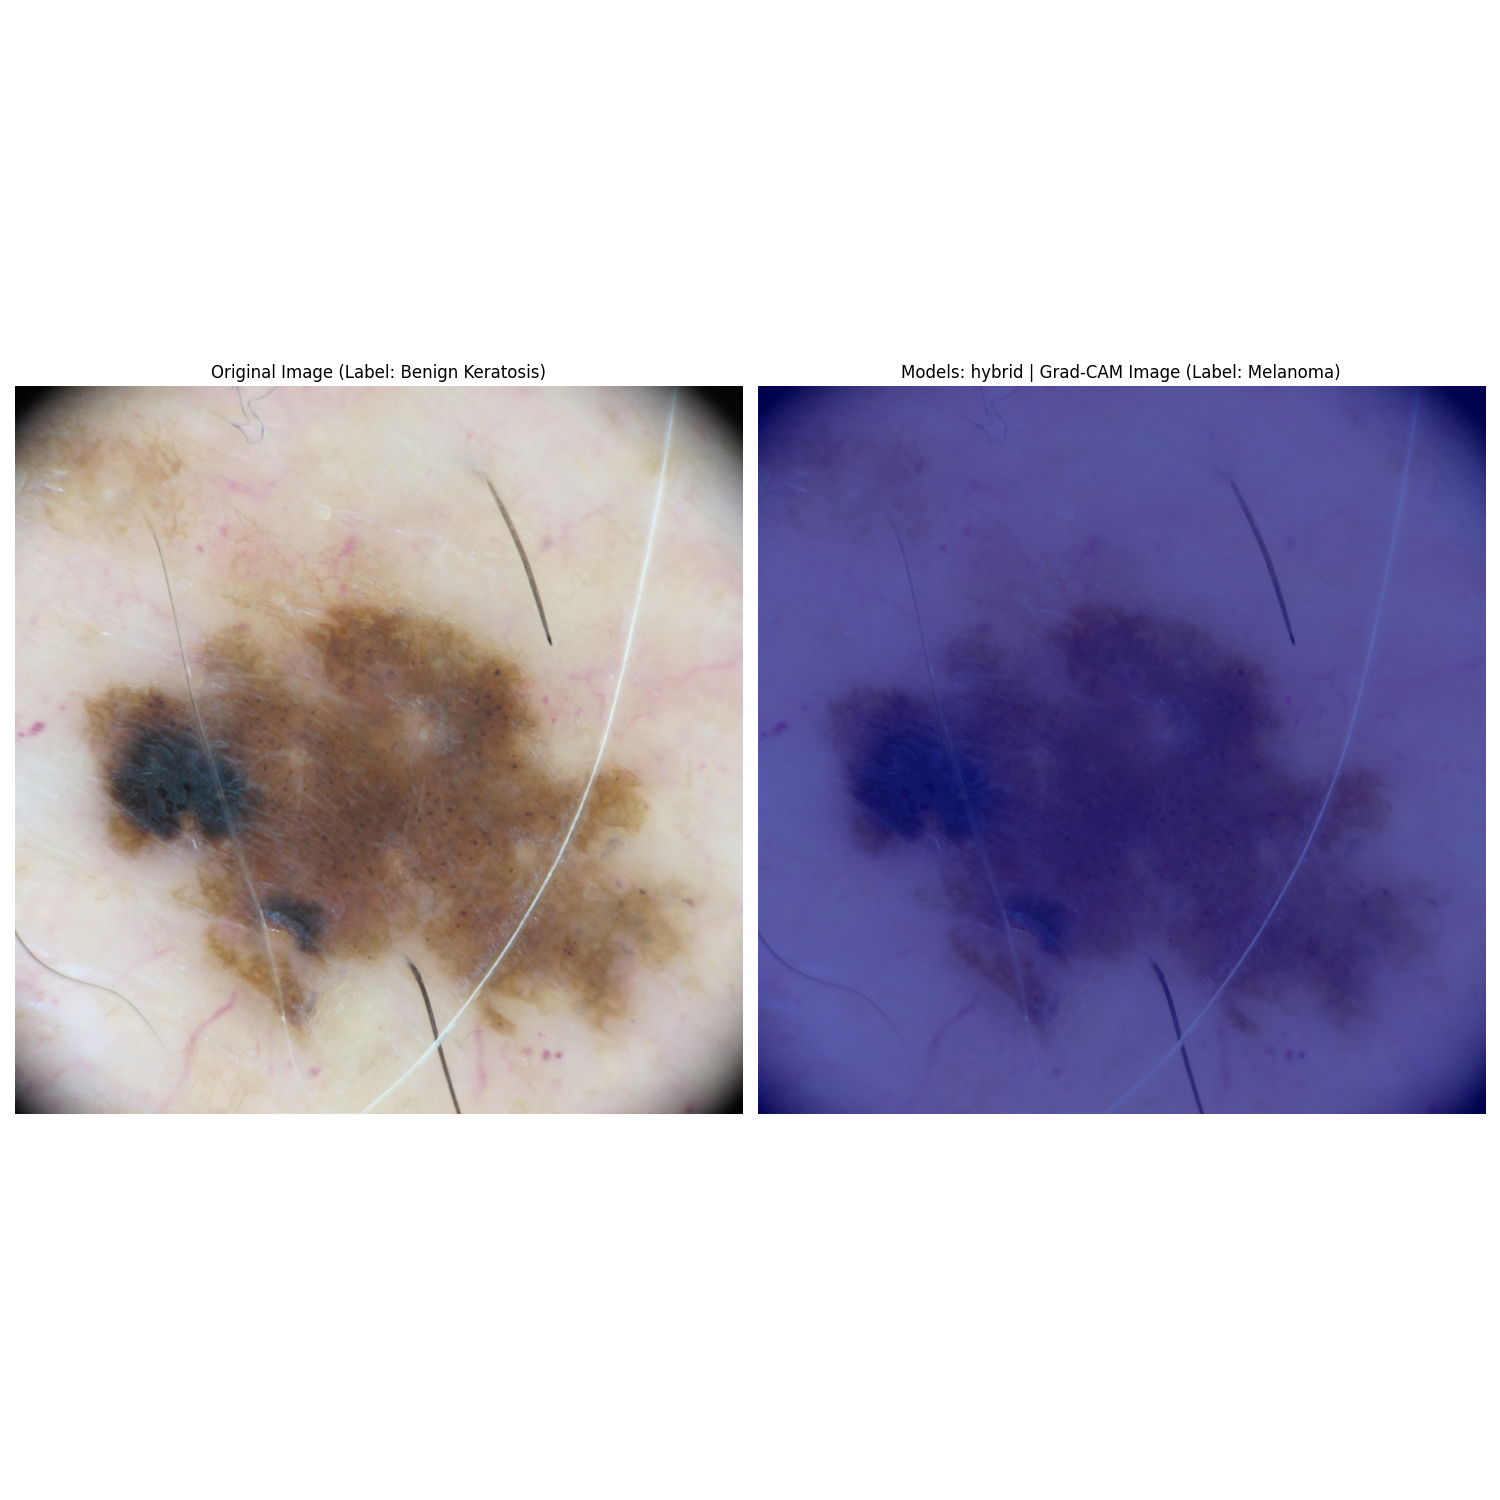 Original Image (Label: Benign Keratosis)
Models: hybrid | Grad-CAM Image (Label: Melanoma)